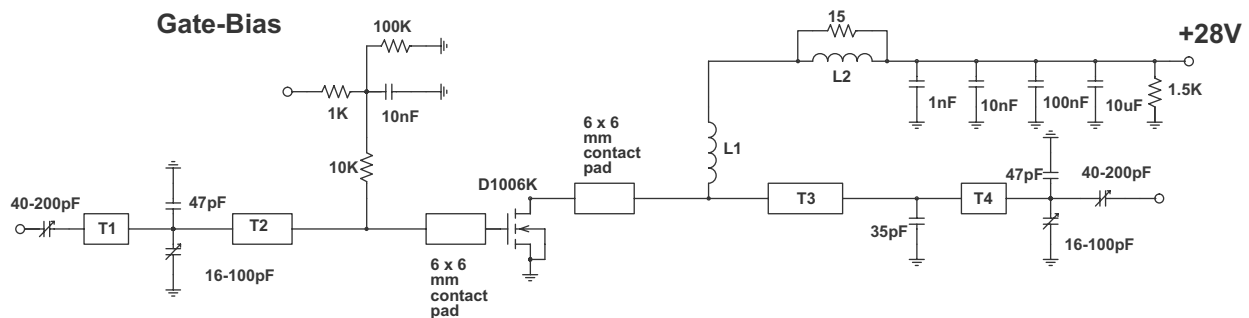 Gate-Bias
100K
1K
10nF
10K
15
L2
+28V
1nF
10nF
100nF
10uF
1.5K
L1
6 x 6
mm
contact
pad
D1006K
40-200pF
T1
47pF
16-100pF
T2
6 x 6
mm
contact
pad
T3
35pF
T4
47pF
40-200pF
16-100pF